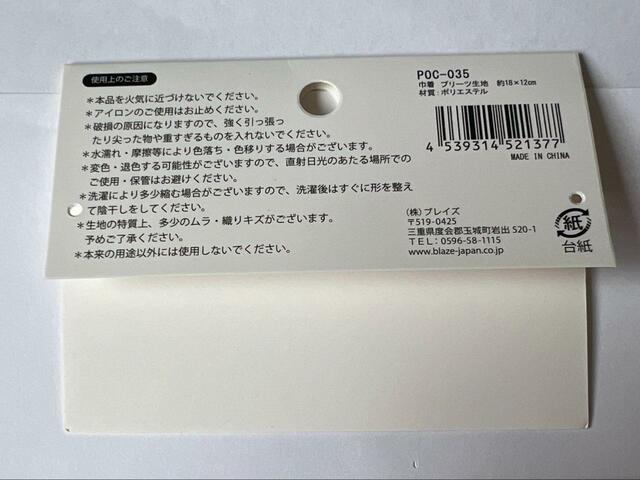 使用上のご注意
＊本品を火気に近づけないでください。
＊アイロンのご使用はお止めください。
＊破損の原因になりますので、強く引っ張っ
たり尖った物や重すぎるものを入れないでください。
＊水濡れ・摩擦等により色落ち・色移りする場合がございます。
＊変色・退色する可能性がございますので、直射日光のあたる場所での
ご使用・保管はお避けください。
＊洗濯により多少縮む場合がございますので、洗濯後はすぐに形を整え
て陰干しをしてください。
＊生地の特質上、多少のムラ・織りキズがございます。
予めご了承ください。
＊本来の用途以外には使用しないでください。
POC-035
巾着 プリーツ生地 約18×12cm
材質：ポリエステル
4 539314 521377
MADE IN CHINA
(株) ブレイズ
〒519-0425
三重県度会郡玉城町岩出 520-1
TEL：0596-58-1115
www.blaze-japan.co.jp
紙
台紙